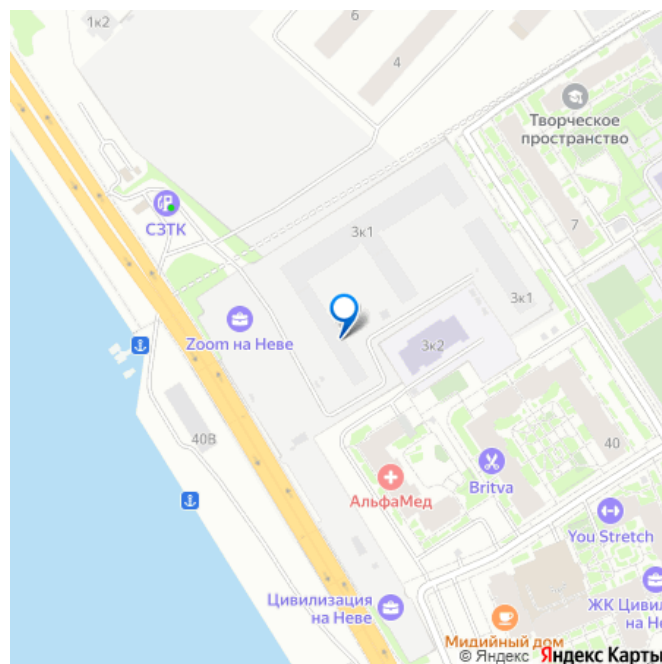 1к2
6
4
Творческое
пространство
СЗТК
7
3к1
3к1
Zoom на Неве
3к2
40В
40
Britva
АльфаМед
You Stretch
Цивилизация
на Неве
ЖК Цивил
на Не
Мидийный дом
© Яндекс Яндекс Карты